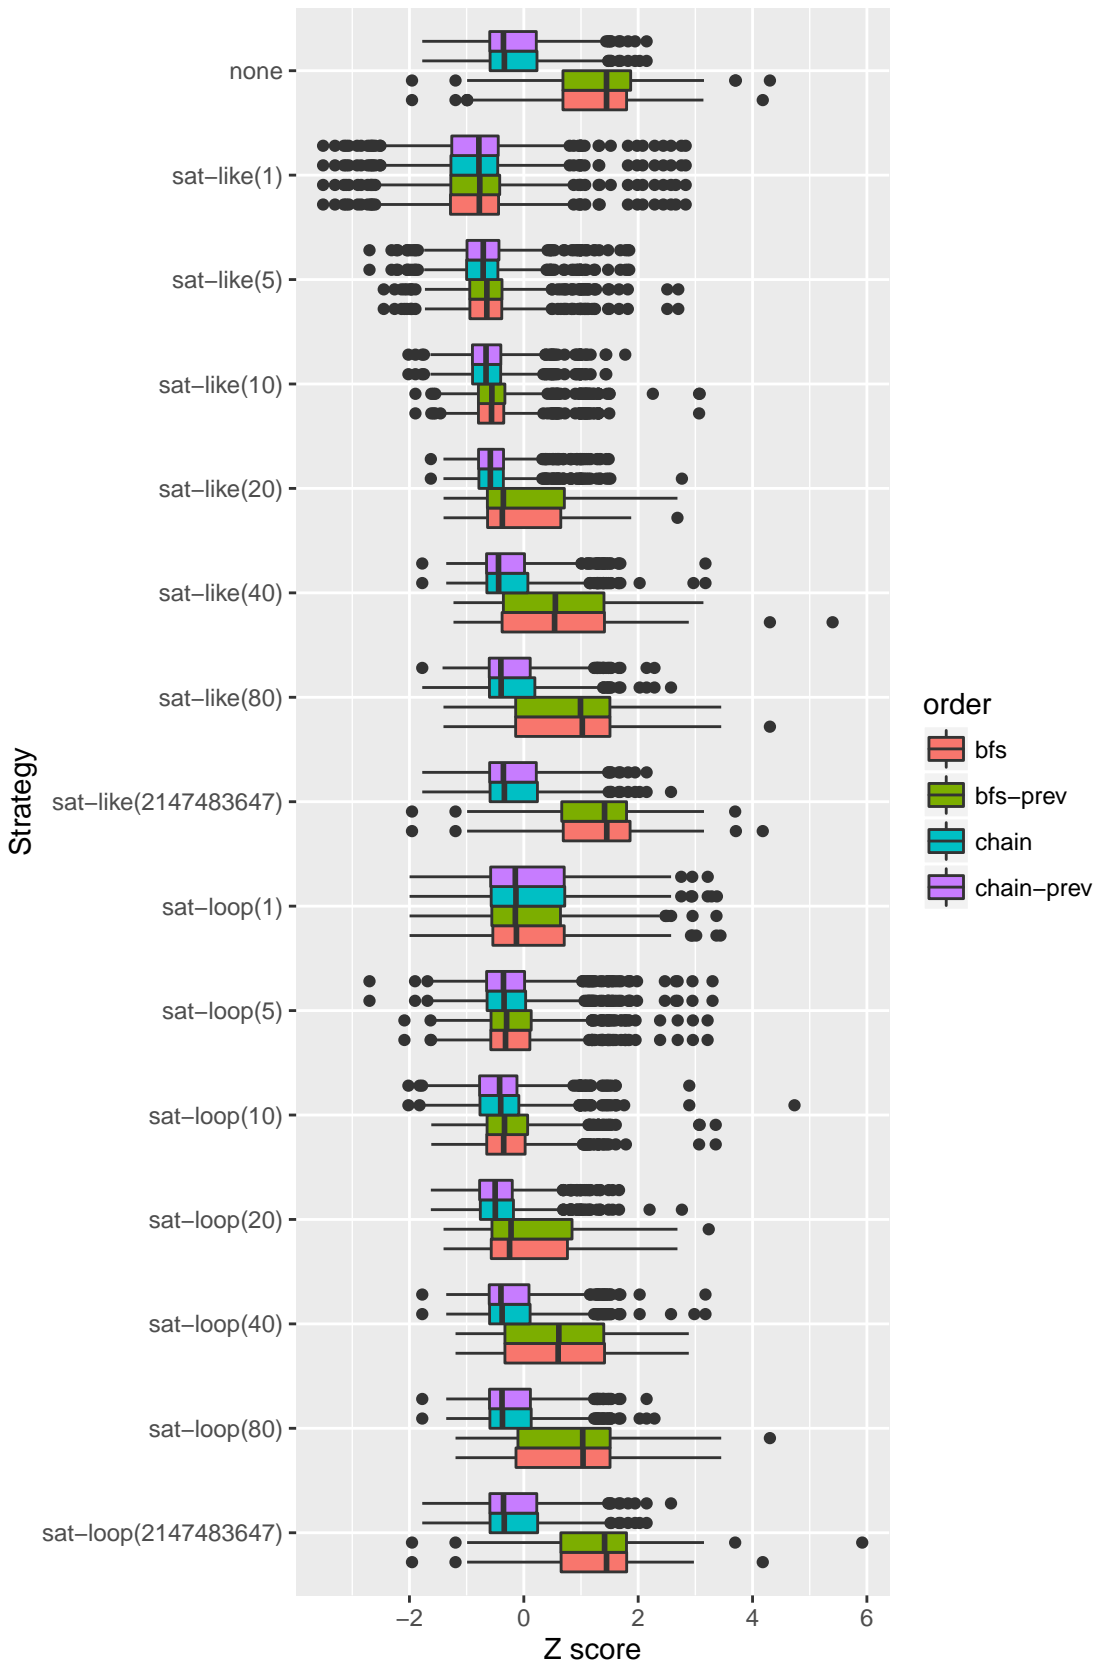 none
sat−like(1)
sat−like(5)
sat−like(10)
sat−like(20)
sat−like(40)
sat−like(80)
sat−like(2147483647)
sat−loop(1)
sat−loop(5)
sat−loop(10)
sat−loop(20)
sat−loop(40)
sat−loop(80)
sat−loop(2147483647)
Strategy
−2 0 2 4 6
Z score
order
bfs
bfs−prev
chain
chain−prev